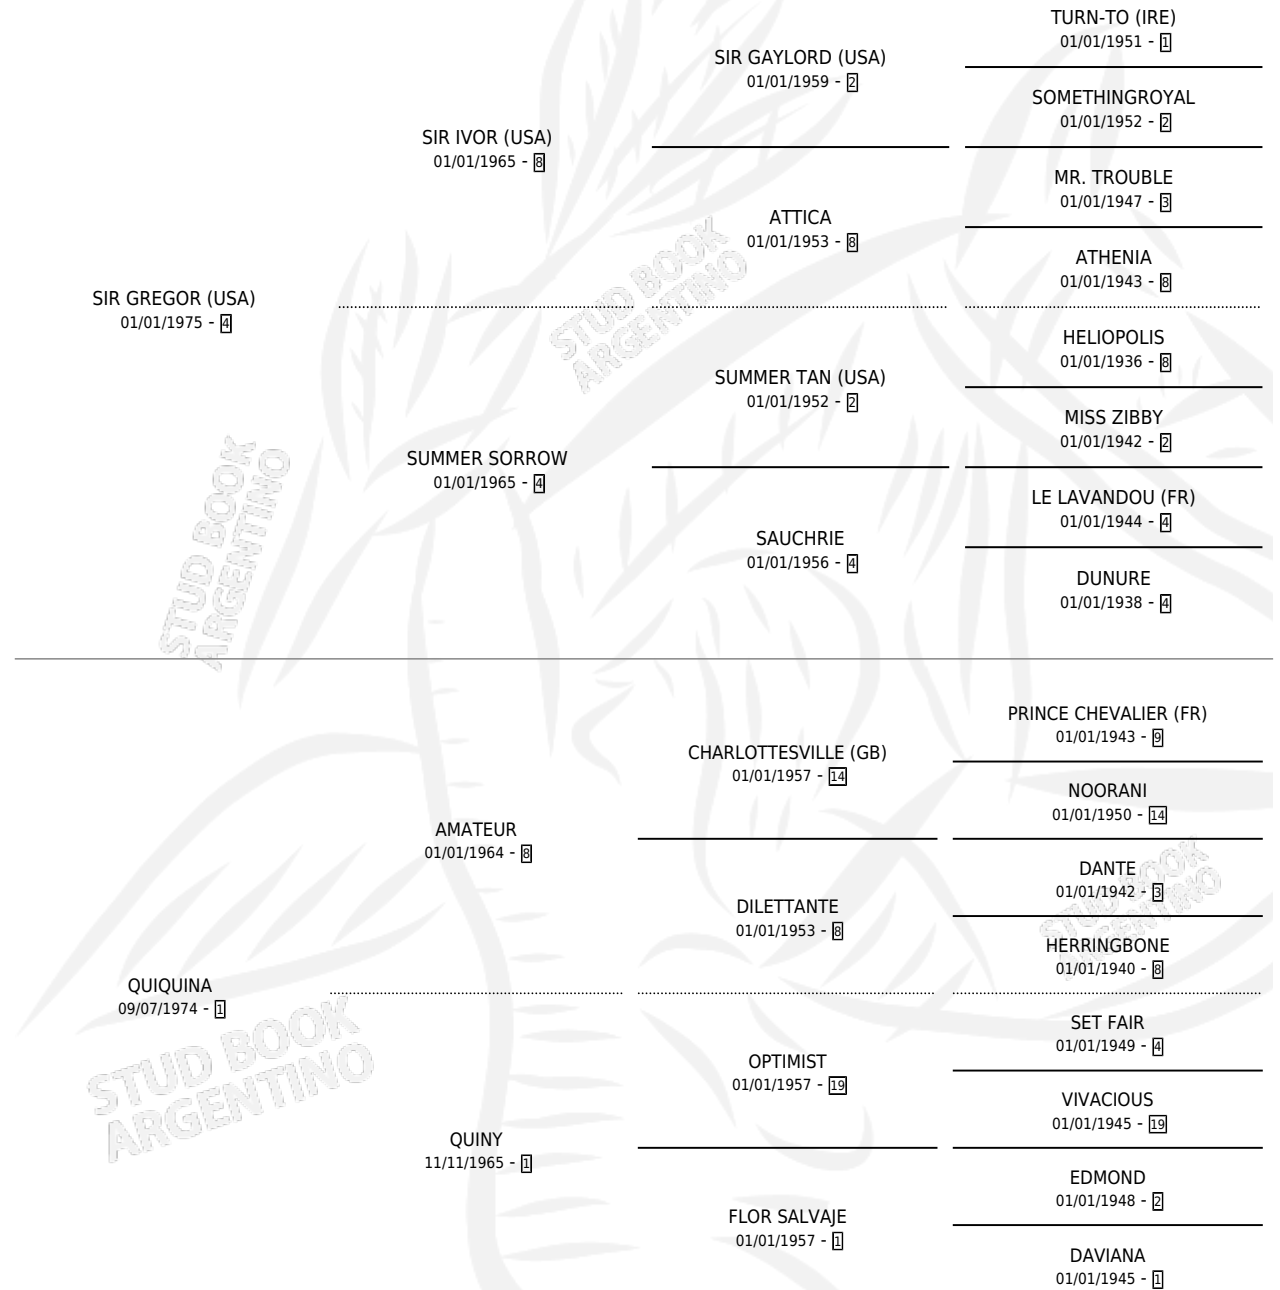 TURN-TO (IRE)
01/01/1951 - 1
SIR GAYLORD (USA)
01/01/1959 - 2
SOMETHINGROYAL
01/01/1952 - 2
SIR IVOR (USA)
01/01/1965 - 8
MR. TROUBLE
01/01/1947 - 3
ATTICA
01/01/1953 - 8
ATHENIA
01/01/1943 - 8
SIR GREGOR (USA)
01/01/1975 - 4
HELIOPOLIS
01/01/1936 - 8
SUMMER TAN (USA)
01/01/1952 - 2
MISS ZIBBY
01/01/1942 - 2
SUMMER SORROW
01/01/1965 - 4
LE LAVANDOU (FR)
01/01/1944 - 4
SAUCHRIE
01/01/1956 - 4
DUNURE
01/01/1938 - 4
PRINCE CHEVALIER (FR)
01/01/1943 - 9
CHARLOTTESVILLE (GB)
01/01/1957 - 14
NOORANI
01/01/1950 - 14
AMATEUR
01/01/1964 - 8
DANTE
01/01/1942 - 3
DILETTANTE
01/01/1953 - 8
HERRINGBONE
01/01/1940 - 8
QUIQUINA
09/07/1974 - 1
SET FAIR
01/01/1949 - 4
OPTIMIST
01/01/1957 - 19
VIVACIOUS
01/01/1945 - 19
QUINY
11/11/1965 - 1
EDMOND
01/01/1948 - 2
FLOR SALVAJE
01/01/1957 - 1
DAVIANA
01/01/1945 - 1
STUD BOOK
ARGENTINO
STUD BOOK
ARGENTINO
STUD BOOK
ARGENTINO
STUD BOOK
ARGENTINO